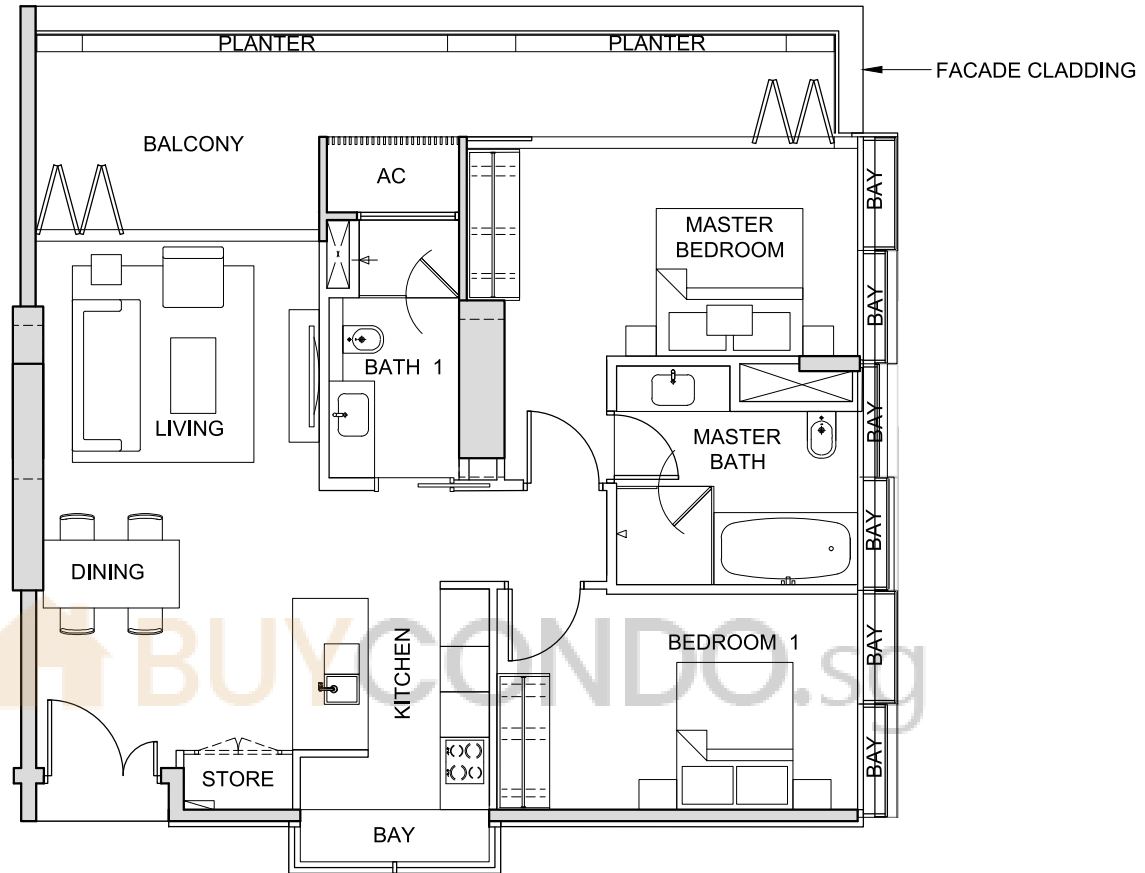 PLANTER
PLANTER
FACADE CLADDING
BALCONY
AC
BAY
MASTER
BEDROOM
BAY
BATH 1
LIVING
BAY
MASTER
BATH
BAY
DINING
KITCHEN
BEDROOM 1
BAY
BUYCONDO.sg
STORE
BAY
BAY